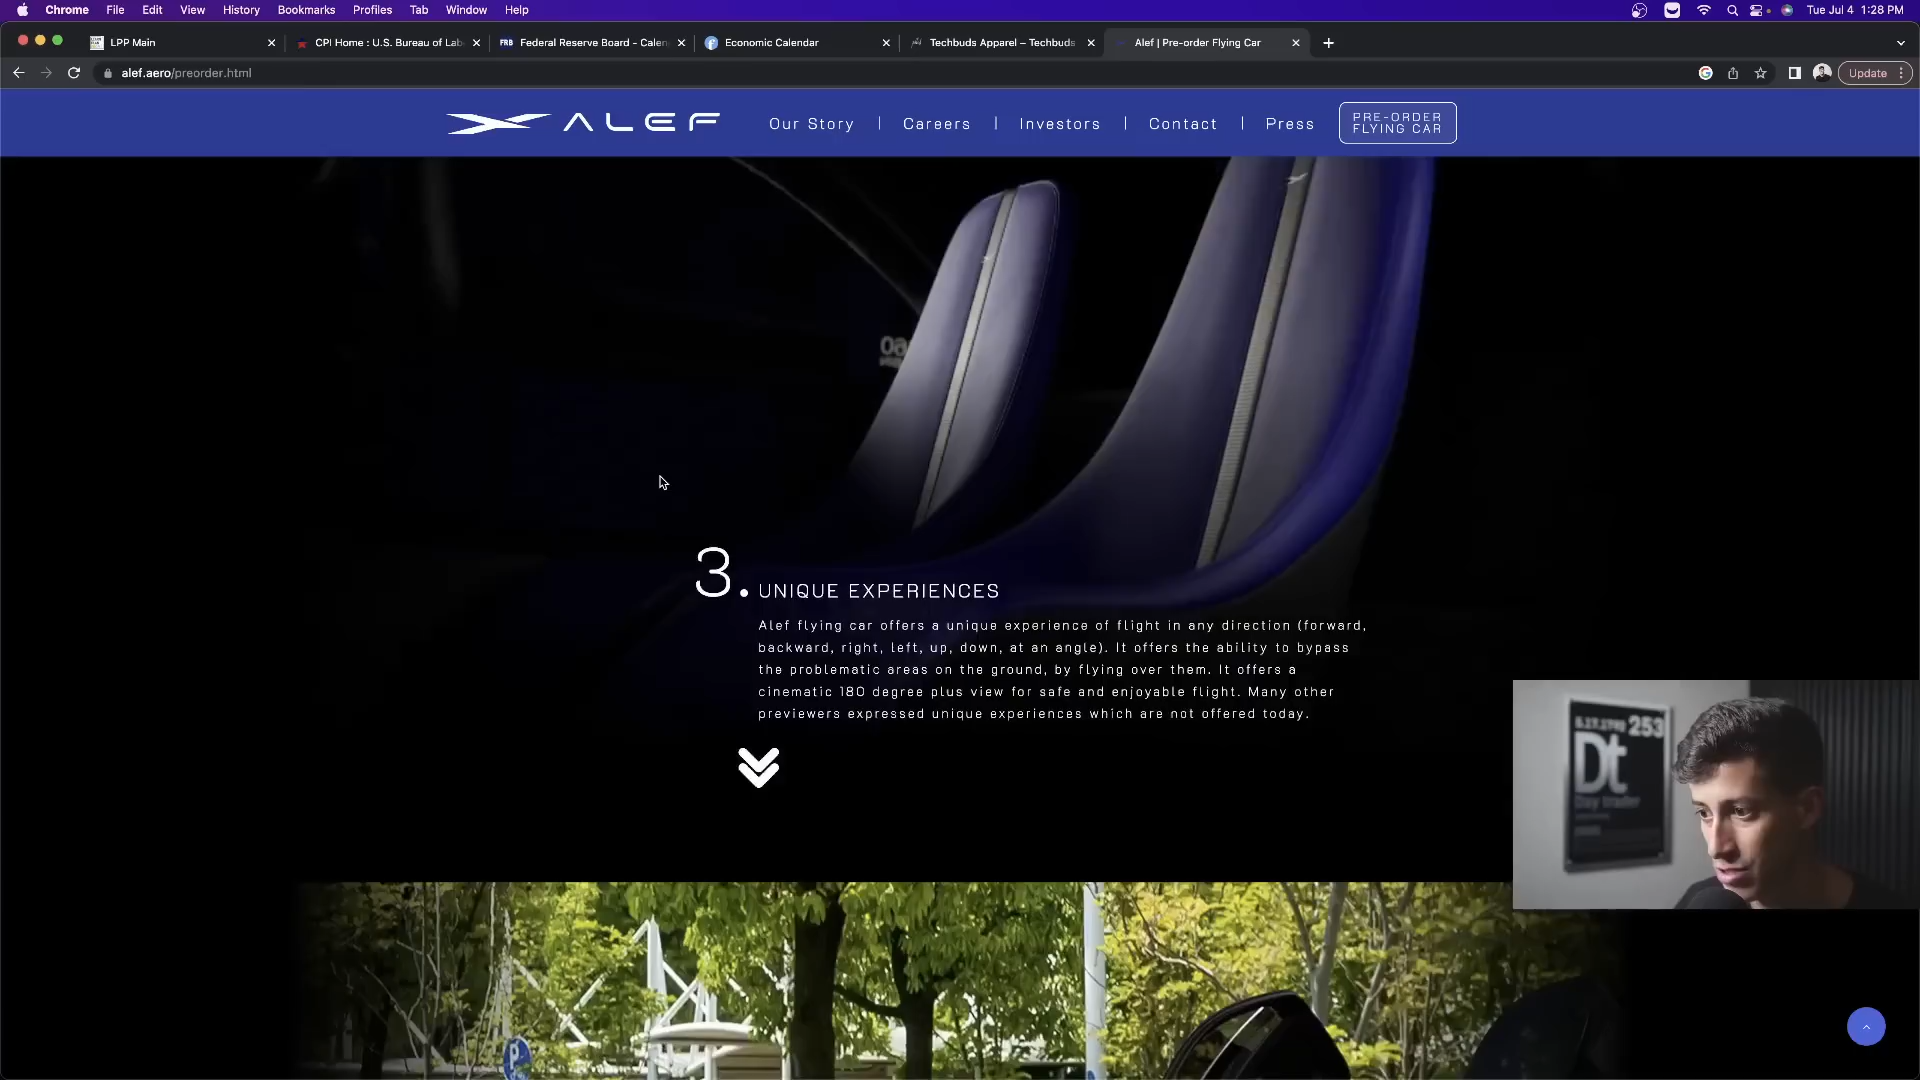 Chrome File Edit View History Bookmarks Profiles Tab Window Help Tue Jul 4 1:28 PM
LPP Main CPI Home : U.S. Bureau of Lab FRB Federal Reserve Board - Calen Economic Calendar Techbuds Apparel – Techbuds Alef | Pre-order Flying Car
alef.aero/preorder.html Update
ALEF Our Story | Careers | Investors | Contact | Press PRE-ORDER
FLYING CAR
3. UNIQUE EXPERIENCES
Alef flying car offers a unique experience of flight in any direction (forward,
backward, right, left, up, down, at an angle). It offers the ability to bypass
the problematic areas on the ground, by flying over them. It offers a
cinematic 180 degree plus view for safe and enjoyable flight. Many other
previewers expressed unique experiences which are not offered today.
253
Dt
Day trader
P